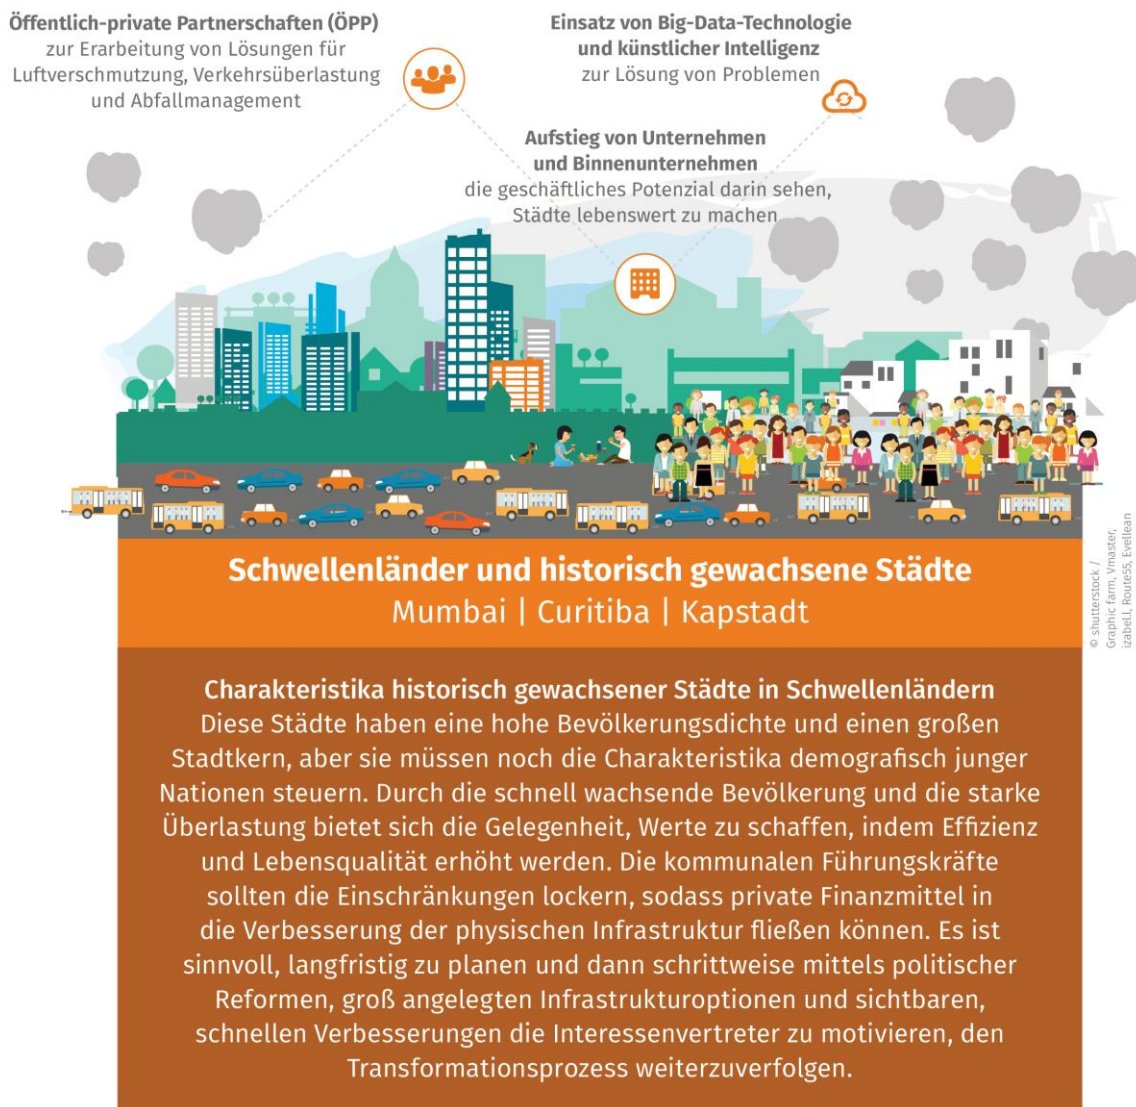 Öffentlich-private Partnerschaften (ÖPP)
zur Erarbeitung von Lösungen für
Luftverschmutzung, Verkehrsüberlastung
und Abfallmanagement
Einsatz von Big-Data-Technologie
und künstlicher Intelligenz
zur Lösung von Problemen
Aufstieg von Unternehmen
und Binnenunternehmen
die geschäftliches Potenzial darin sehen,
Städte lebenswert zu machen
Schwellenländer und historisch gewachsene Städte
Mumbai | Curitiba | Kapstadt
© shutterstock /
Graphic farm, Vmaster,
izabel.l, Route55, Evellean
Charakteristika historisch gewachsener Städte in Schwellenländern
Diese Städte haben eine hohe Bevölkerungsdichte und einen großen
Stadtkern, aber sie müssen noch die Charakteristika demografisch junger
Nationen steuern. Durch die schnell wachsende Bevölkerung und die starke
Überlastung bietet sich die Gelegenheit, Werte zu schaffen, indem Effizienz
und Lebensqualität erhöht werden. Die kommunalen Führungskräfte
sollten die Einschränkungen lockern, sodass private Finanzmittel in
die Verbesserung der physischen Infrastruktur fließen können. Es ist
sinnvoll, langfristig zu planen und dann schrittweise mittels politischer
Reformen, groß angelegten Infrastrukturoptionen und sichtbaren,
schnellen Verbesserungen die Interessenvertreter zu motivieren, den
Transformationsprozess weiterzuverfolgen.